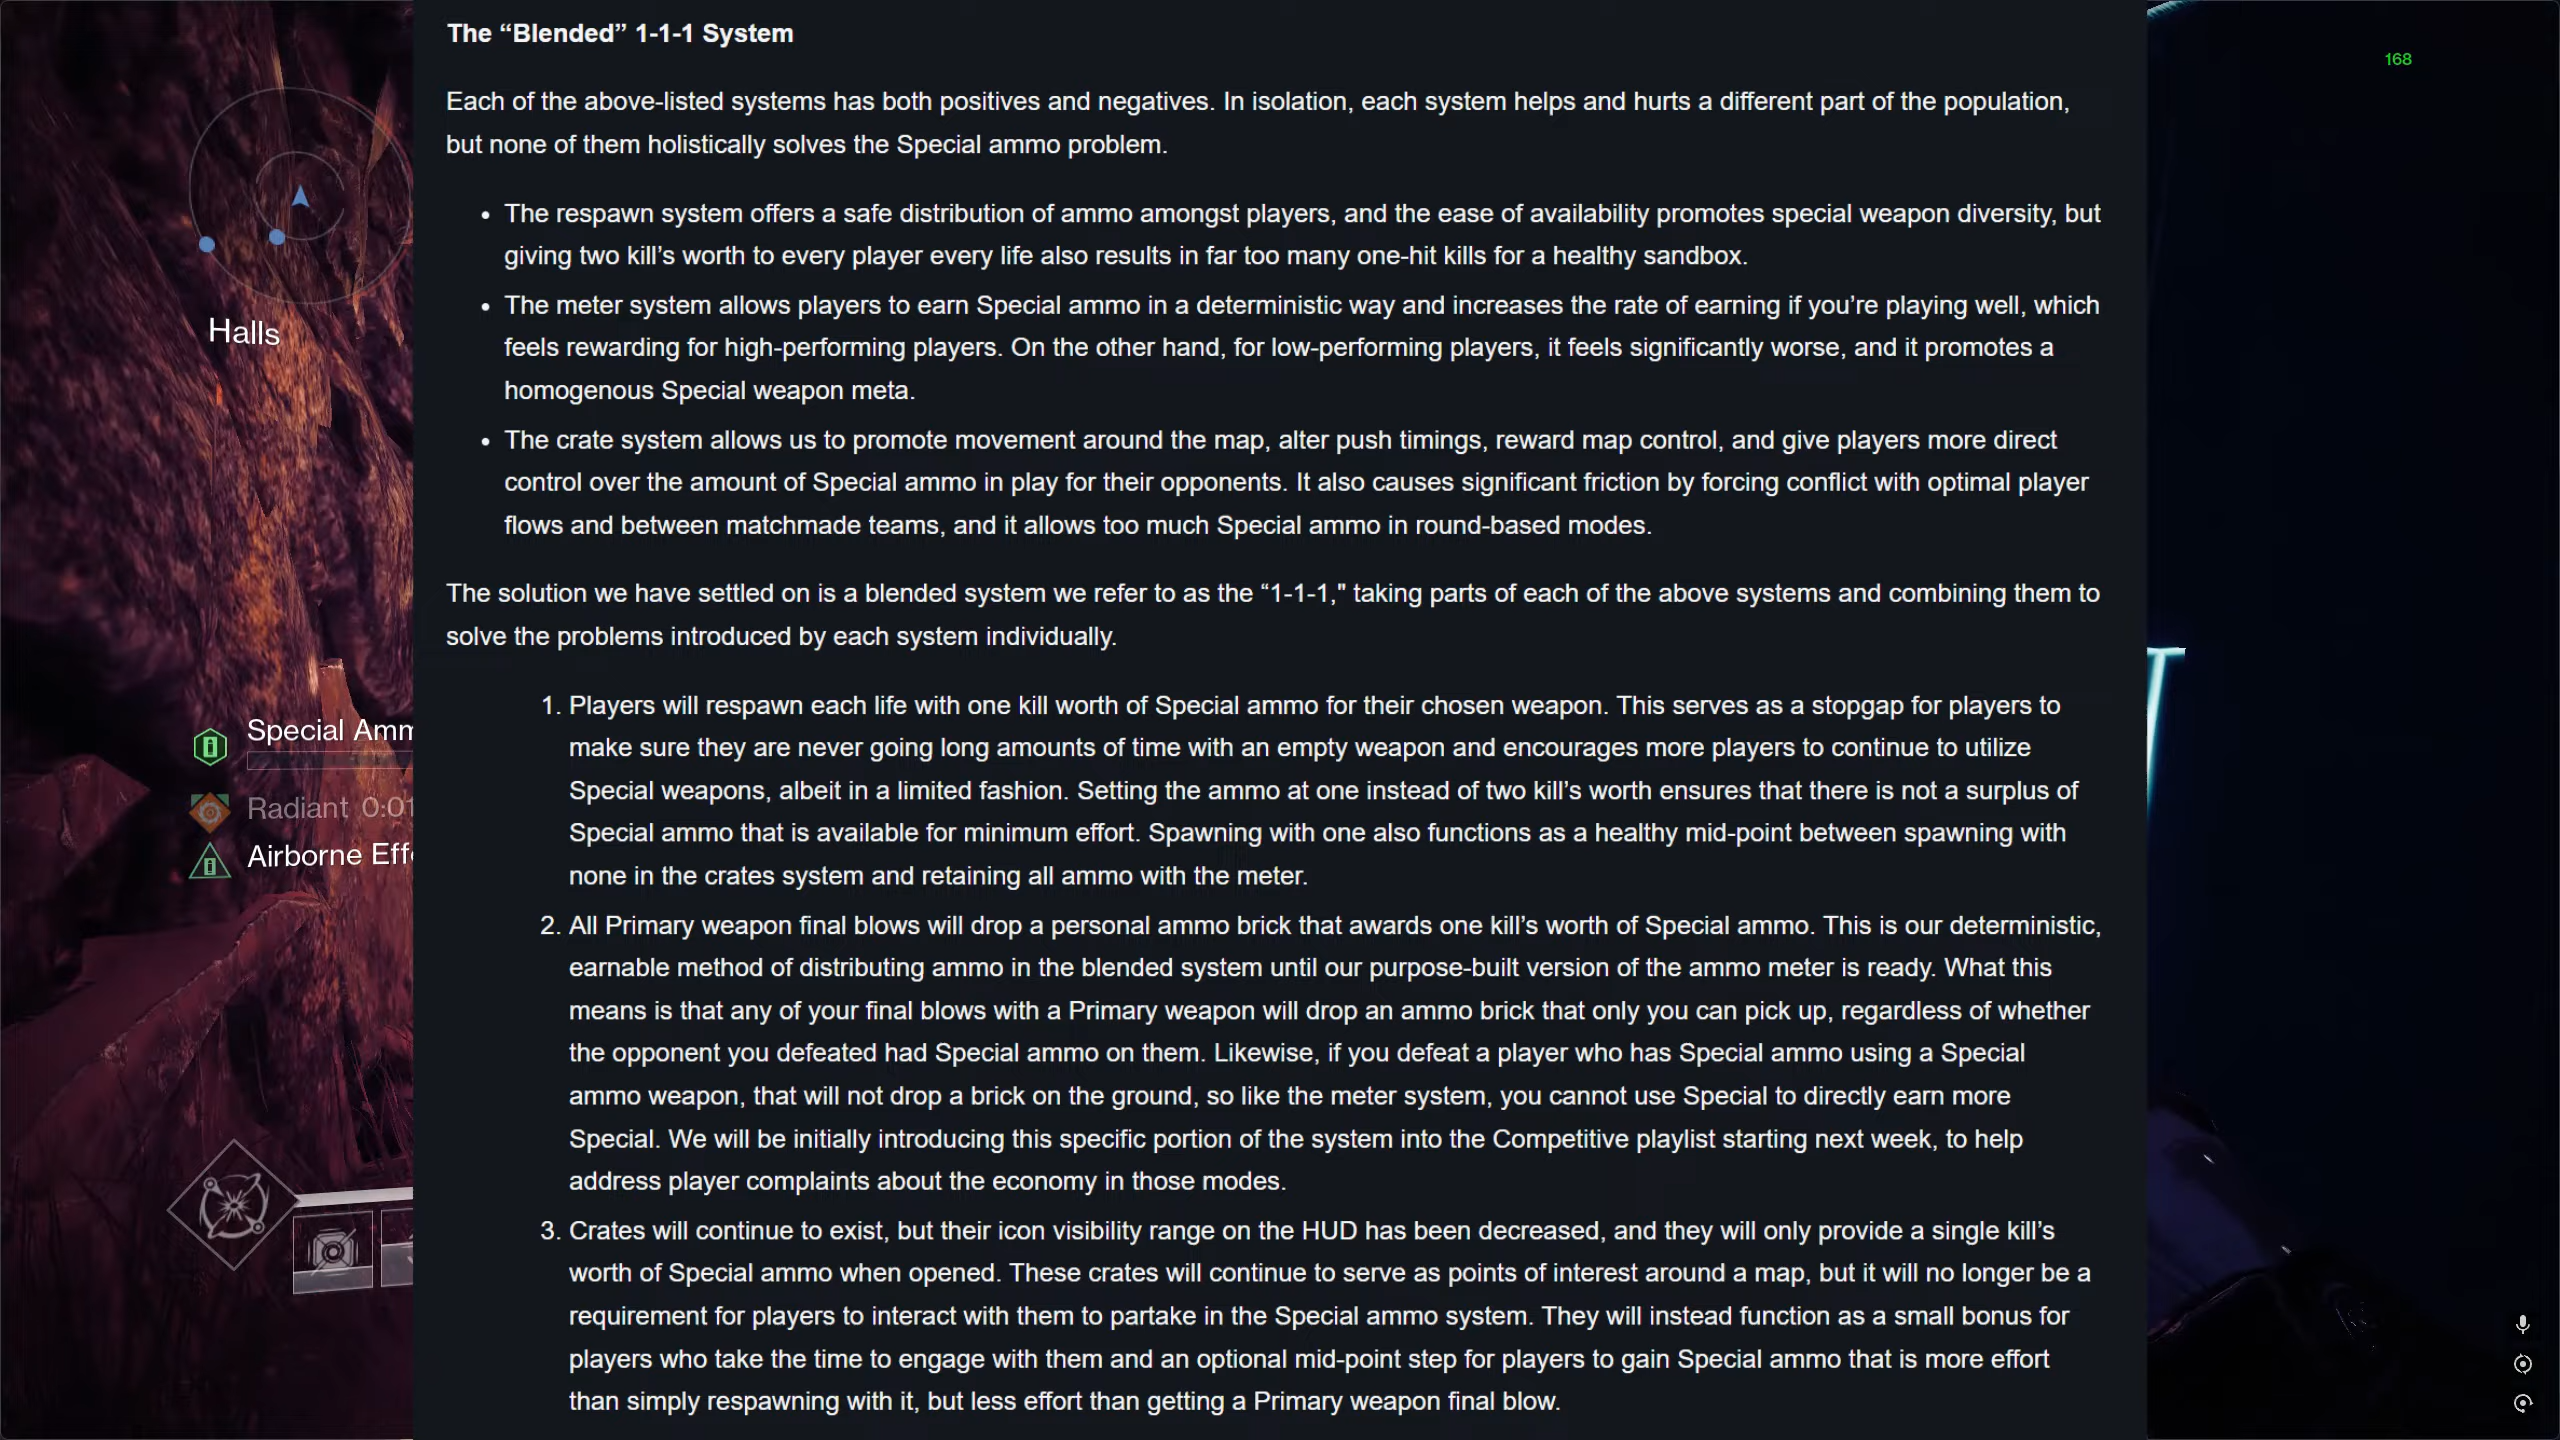 The “Blended” 1-1-1 System
168
Each of the above-listed systems has both positives and negatives. In isolation, each system helps and hurts a different part of the population,
but none of them holistically solves the Special ammo problem.
• The respawn system offers a safe distribution of ammo amongst players, and the ease of availability promotes special weapon diversity, but
giving two kill’s worth to every player every life also results in far too many one-hit kills for a healthy sandbox.
• The meter system allows players to earn Special ammo in a deterministic way and increases the rate of earning if you’re playing well, which
feels rewarding for high-performing players. On the other hand, for low-performing players, it feels significantly worse, and it promotes a
homogenous Special weapon meta.
• The crate system allows us to promote movement around the map, alter push timings, reward map control, and give players more direct
control over the amount of Special ammo in play for their opponents. It also causes significant friction by forcing conflict with optimal player
flows and between matchmade teams, and it allows too much Special ammo in round-based modes.
The solution we have settled on is a blended system we refer to as the “1-1-1," taking parts of each of the above systems and combining them to
solve the problems introduced by each system individually.
1. Players will respawn each life with one kill worth of Special ammo for their chosen weapon. This serves as a stopgap for players to
make sure they are never going long amounts of time with an empty weapon and encourages more players to continue to utilize
Special weapons, albeit in a limited fashion. Setting the ammo at one instead of two kill’s worth ensures that there is not a surplus of
Special ammo that is available for minimum effort. Spawning with one also functions as a healthy mid-point between spawning with
none in the crates system and retaining all ammo with the meter.
2. All Primary weapon final blows will drop a personal ammo brick that awards one kill’s worth of Special ammo. This is our deterministic,
earnable method of distributing ammo in the blended system until our purpose-built version of the ammo meter is ready. What this
means is that any of your final blows with a Primary weapon will drop an ammo brick that only you can pick up, regardless of whether
the opponent you defeated had Special ammo on them. Likewise, if you defeat a player who has Special ammo using a Special
ammo weapon, that will not drop a brick on the ground, so like the meter system, you cannot use Special to directly earn more
Special. We will be initially introducing this specific portion of the system into the Competitive playlist starting next week, to help
address player complaints about the economy in those modes.
3. Crates will continue to exist, but their icon visibility range on the HUD has been decreased, and they will only provide a single kill’s
worth of Special ammo when opened. These crates will continue to serve as points of interest around a map, but it will no longer be a
requirement for players to interact with them to partake in the Special ammo system. They will instead function as a small bonus for
players who take the time to engage with them and an optional mid-point step for players to gain Special ammo that is more effort
than simply respawning with it, but less effort than getting a Primary weapon final blow.
Halls
Special Amm
Radiant 0:01
Airborne Effe